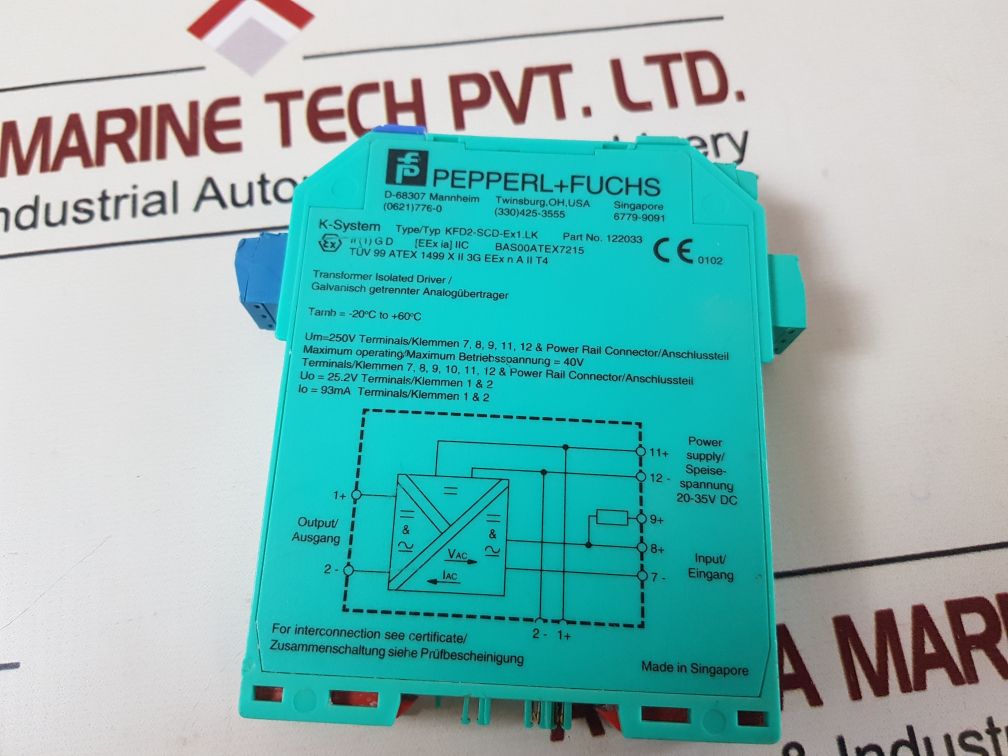 MARINE TECH PVT. LTD.
ndustrial Auto
ery
PEPPERL+FUCHS
D-68307 Mannheim Twinsburg,OH,USA Singapore
(0621)776-0 (330)425-3555 6779-9091
K-System Type/Typ KFD2-SCD-Ex1.LK Part No. 122033
Ex II (1) G D [EEx ia] IIC BAS00ATEX7215 CE 0102
TÜV 99 ATEX 1499 X II 3G EEx n A II T4
Transformer Isolated Driver /
Galvanisch getrennter Analogübertrager
Tamb = -20°C to +60°C
Um=250V Terminals/Klemmen 7, 8, 9, 11, 12 & Power Rail Connector/Anschlussteil
Maximum operating/Maximum Betriebsspannung = 40V
Terminals/Klemmen 7, 8, 9, 10, 11, 12 & Power Rail Connector/Anschlussteil
Uo = 25.2V Terminals/Klemmen 1 & 2
Io = 93mA Terminals/Klemmen 1 & 2
11+
12 -
Power
supply/
Speise-
spannung
20-35V DC
1+
Output/
Ausgang
2 -
&
&
VAC
IAC
9+
8+
7 -
Input/
Eingang
2 - 1+
For interconnection see certificate/
Zusammenschaltung siehe Prüfbescheinigung
Made in Singapore
A MAR
& Indus